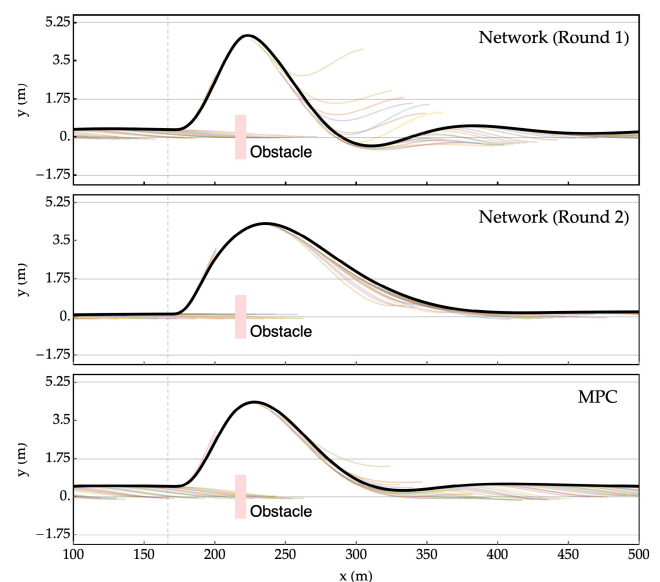 5.25
Network (Round 1)
3.5
y (m)
1.75
0.
Obstacle
−1.75
5.25
Network (Round 2)
3.5
y (m)
1.75
0.
Obstacle
−1.75
5.25
MPC
3.5
y (m)
1.75
0.
Obstacle
−1.75
100 150 200 250 300 350 400 450 500
x (m)